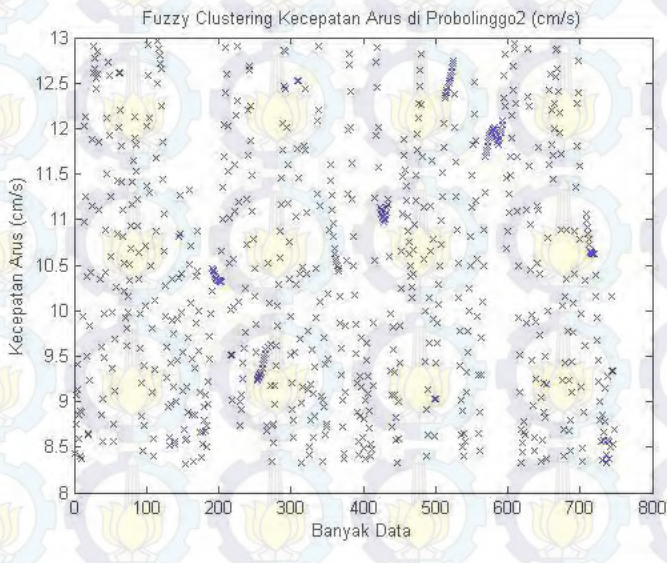 Fuzzy Clustering Kecepatan Arus di Probolinggo2 (cm/s)
Kecepatan Arus (cm/s)
13
12.5
12
11.5
11
10.5
10
9.5
9
8.5
8
0 100 200 300 400 500 600 700 800
Banyak Data